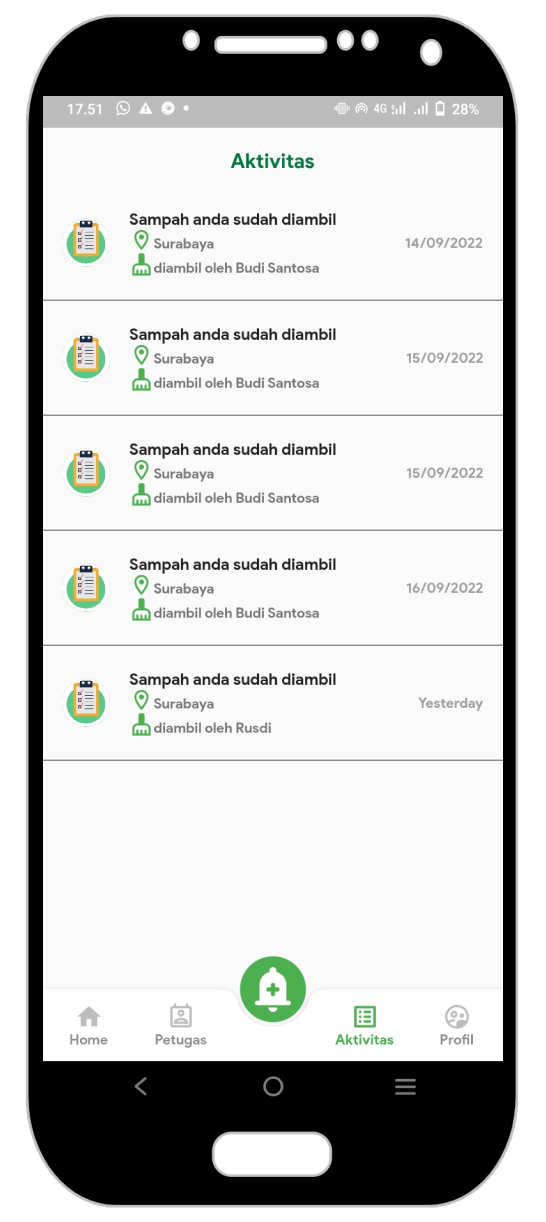 17.51 4G 28%
Aktivitas
Sampah anda sudah diambil
Surabaya
14/09/2022
diambil oleh Budi Santosa
Sampah anda sudah diambil
Surabaya
15/09/2022
diambil oleh Budi Santosa
Sampah anda sudah diambil
Surabaya
15/09/2022
diambil oleh Budi Santosa
Sampah anda sudah diambil
Surabaya
16/09/2022
diambil oleh Budi Santosa
Sampah anda sudah diambil
Surabaya
Yesterday
diambil oleh Rusdi
Home Petugas Aktivitas Profil